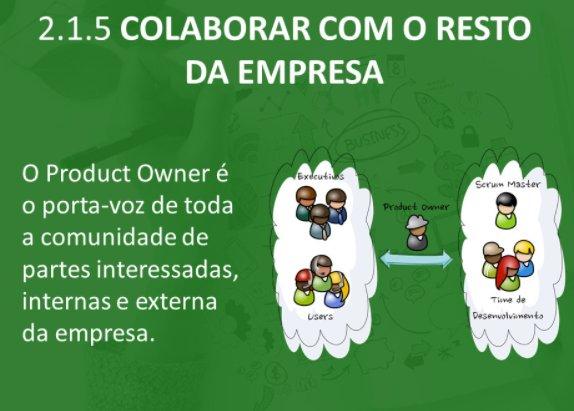 2.1.5 COLABORAR COM O RESTO
DA EMPRESA
O Product Owner é
o porta-voz de toda
a comunidade de
partes interessadas,
internas e externa
da empresa.
BUSINESS
Executivos
Users
Product Owner
Scrum Master
Time de
Desenvolvimento